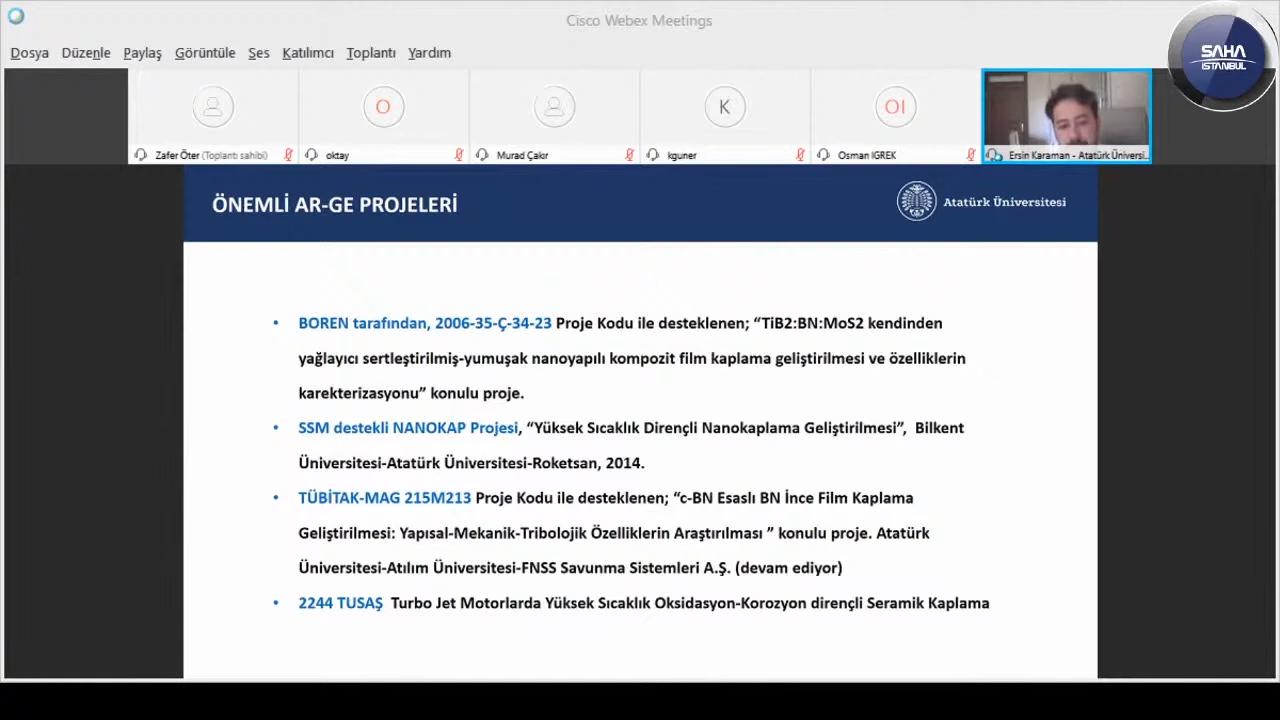 Cisco Webex Meetings
Dosya Düzenle Paylaş Görüntüle Ses Katılımcı Toplantı Yardım
SAHA
İSTANBUL
O
K
OI
Zafer Öter (Toplantı sahibi)
oktay
Murad Çakır
kguner
Osman IGREK
Ersin Karaman - Atatürk Üniversi...
ÖNEMLİ AR-GE PROJELERİ
Atatürk Üniversitesi
• BOREN tarafından, 2006-35-Ç-34-23 Proje Kodu ile desteklenen; “TiB2:BN:MoS2 kendinden
yağlayıcı sertleştirilmiş-yumuşak nanoyapılı kompozit film kaplama geliştirilmesi ve özelliklerin
karekterizasyonu” konulu proje.
• SSM destekli NANOKAP Projesi, “Yüksek Sıcaklık Dirençli Nanokaplama Geliştirilmesi”, Bilkent
Üniversitesi-Atatürk Üniversitesi-Roketsan, 2014.
• TÜBİTAK-MAG 215M213 Proje Kodu ile desteklenen; “c-BN Esaslı BN İnce Film Kaplama
Geliştirilmesi: Yapısal-Mekanik-Tribolojik Özelliklerin Araştırılması ” konulu proje. Atatürk
Üniversitesi-Atılım Üniversitesi-FNSS Savunma Sistemleri A.Ş. (devam ediyor)
• 2244 TUSAŞ Turbo Jet Motorlarda Yüksek Sıcaklık Oksidasyon-Korozyon dirençli Seramik Kaplama